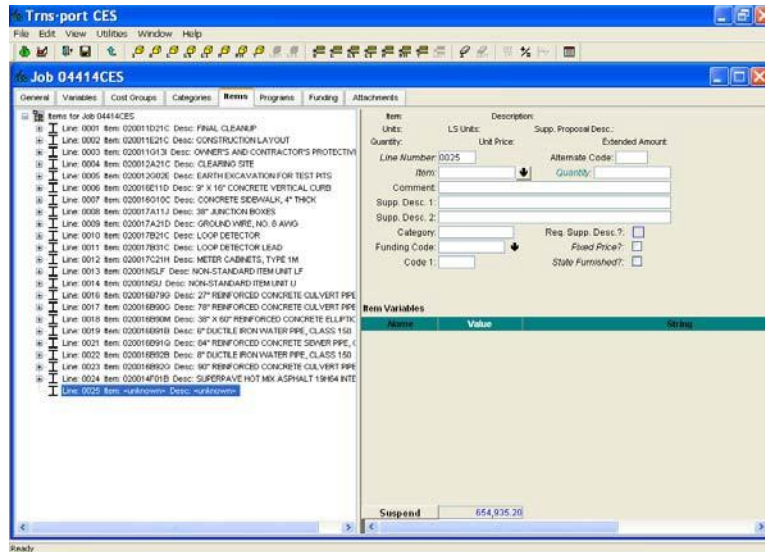 Trns·port CES
File Edit View Utilities Window Help
Job 04414CES
General Variables Cost Groups Categories Items Programs Funding Attachments
Items for Job 04414CES
Line: 0001 Item: 020011D21C Desc: FINAL CLEANUP
Line: 0002 Item: 020011E21C Desc: CONSTRUCTION LAYOUT
Line: 0003 Item: 020011G13I Desc: OWNER'S AND CONTRACTOR'S PROTECTIVI
Line: 0004 Item: 020012A21C Desc: CLEARING SITE
Line: 0005 Item: 020012G02E Desc: EARTH EXCAVATION FOR TEST PITS
Line: 0006 Item: 020016E11D Desc: 9" X 16" CONCRETE VERTICAL CURB
Line: 0007 Item: 020016G10C Desc: CONCRETE SIDEWALK, 4" THICK
Line: 0008 Item: 020017A11J Desc: 38" JUNCTION BOXES
Line: 0009 Item: 020017A21D Desc: GROUND WIRE, NO. 6 AWG
Line: 0010 Item: 020017B21C Desc: LOOP DETECTOR
Line: 0011 Item: 020017B31C Desc: LOOP DETECTOR LEAD
Line: 0012 Item: 020017C21H Desc: METER CABINETS, TYPE 1M
Line: 0013 Item: 02001NSLF Desc: NON-STANDARD ITEM UNIT LF
Line: 0014 Item: 02001NSU Desc: NON-STANDARD ITEM UNIT U
Line: 0016 Item: 020016B79G Desc: 27" REINFORCED CONCRETE CULVERT PIPE
Line: 0017 Item: 020016B90G Desc: 78" REINFORCED CONCRETE CULVERT PIPE
Line: 0018 Item: 020016B90M Desc: 38" X 60" REINFORCED CONCRETE ELLIPTIC
Line: 0019 Item: 020016B91B Desc: 6" DUCTILE IRON WATER PIPE, CLASS 150
Line: 0021 Item: 020016B91G Desc: 84" REINFORCED CONCRETE SEWER PIPE, C
Line: 0022 Item: 020016B92B Desc: 8" DUCTILE IRON WATER PIPE, CLASS 150
Line: 0023 Item: 020016B92G Desc: 90" REINFORCED CONCRETE CULVERT PIPE
Line: 0024 Item: 020014F01B Desc: SUPERPAVE HOT MIX ASPHALT 19H64 INTE
Line: 0025 Item: <unknown> Desc: <unknown>
Item: Description:
Units: LS Units: Supp. Proposal Desc.:
Quantity: Unit Price: Extended Amount:
Line Number: 0025 Alternate Code:
Item: Quantity:
Comment:
Supp. Desc. 1:
Supp. Desc. 2:
Category: Req. Supp. Desc.?:
Funding Code: Fixed Price?:
Code 1: State Furnished?:
Item Variables
Name Value String
Suspend 654,935.20
Ready